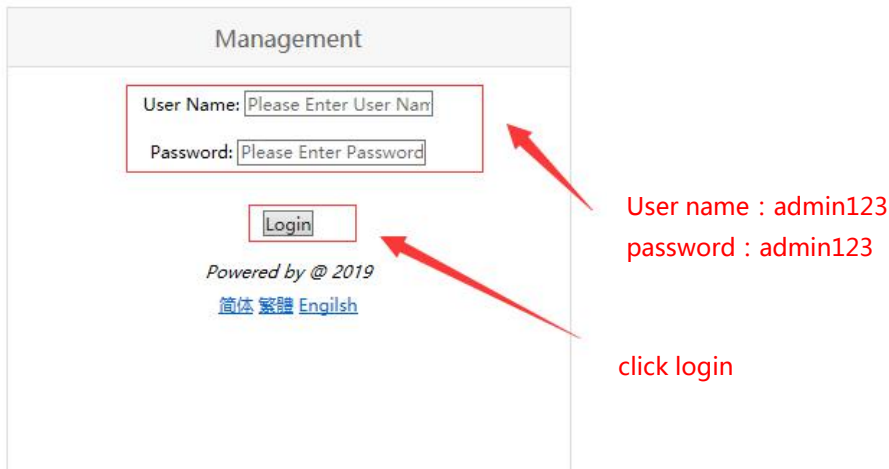 Management
User Name: Please Enter User Nam
Password: Please Enter Password
User name：admin123
Login
password：admin123
Powered by @ 2019
简体 繁體 Engilsh
click login